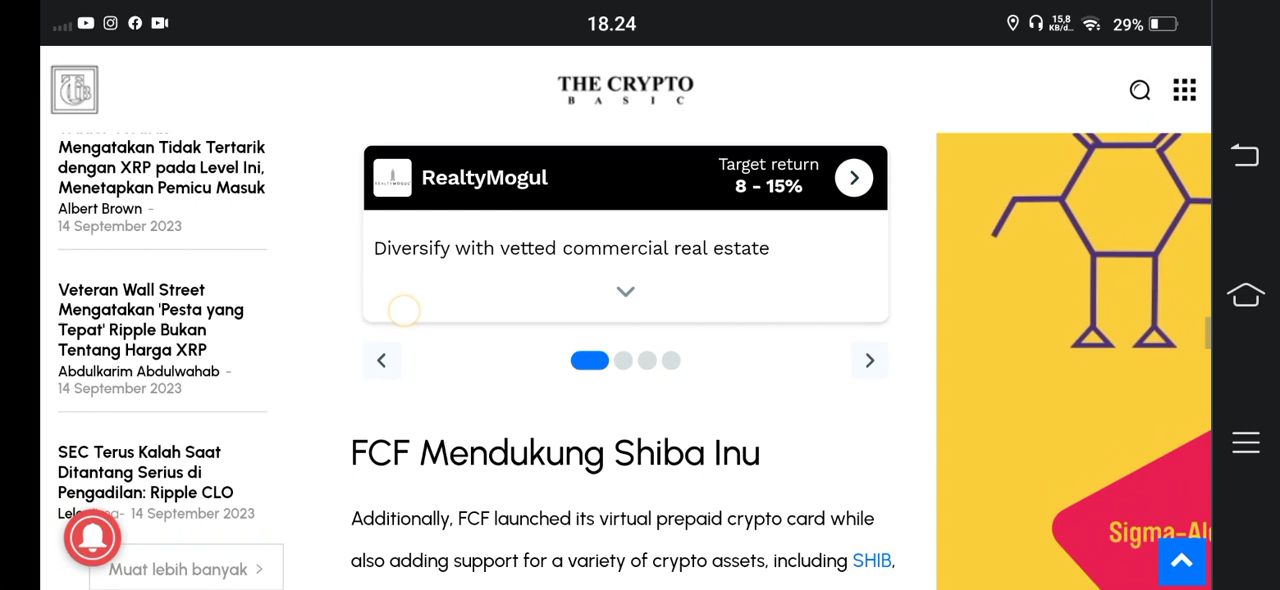 18.24
15,8
KB/d...
29%
THE CRYPTO
BASIC
Mengatakan Tidak Tertarik
dengan XRP pada Level Ini,
Menetapkan Pemicu Masuk
Albert Brown -
14 September 2023
Veteran Wall Street
Mengatakan 'Pesta yang
Tepat' Ripple Bukan
Tentang Harga XRP
Abdulkarim Abdulwahab -
14 September 2023
SEC Terus Kalah Saat
Ditantang Serius di
Pengadilan: Ripple CLO
- 14 September 2023
Muat lebih banyak
REALTYMOGUL
RealtyMogul
Target return
8 - 15%
Diversify with vetted commercial real estate
FCF Mendukung Shiba Inu
Additionally, FCF launched its virtual prepaid crypto card while
also adding support for a variety of crypto assets, including SHIB,